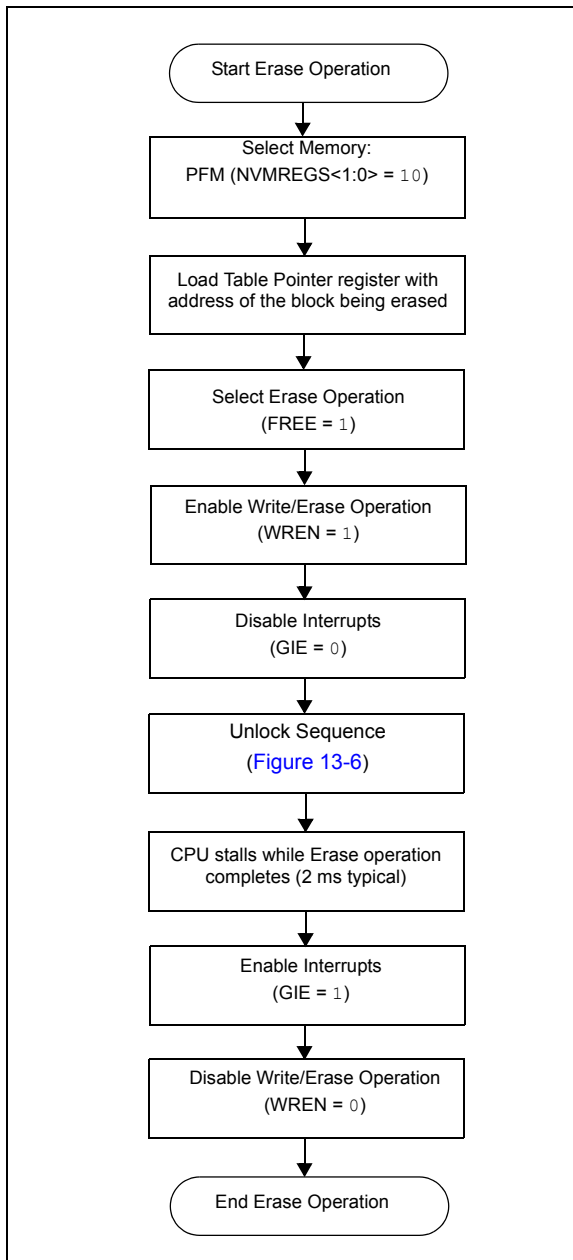 Start Erase Operation
Select Memory:
PFM (NVMREGS<1:0> = 10)
Load Table Pointer register with
address of the block being erased
Select Erase Operation
(FREE = 1)
Enable Write/Erase Operation
(WREN = 1)
Disable Interrupts
(GIE = 0)
Unlock Sequence
(Figure 13-6)
CPU stalls while Erase operation
completes (2 ms typical)
Enable Interrupts
(GIE = 1)
Disable Write/Erase Operation
(WREN = 0)
End Erase Operation